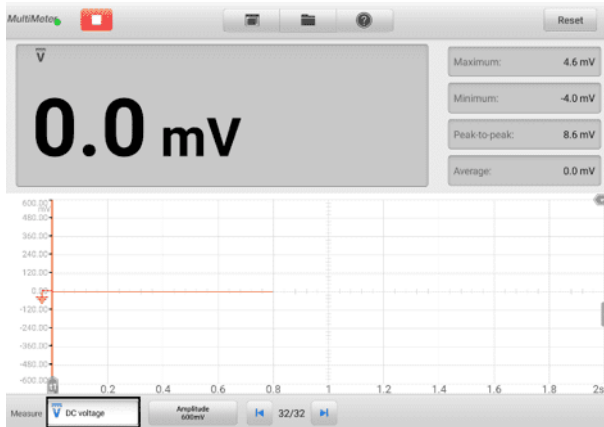 MultiMeter
Reset
V
0.0 mV
Maximum: 4.6 mV
Minimum: -4.0 mV
Peak-to-peak: 8.6 mV
Average: 0.0 mV
600.00
mV
480.00
360.00
240.00
120.00
0.00
-120.00
-240.00
-360.00
-480.00
-600.00
0.2 0.4 0.6 0.8 1 1.2 1.4 1.6 1.8 2s
Measure V DC voltage Amplitude 32/32
600mV